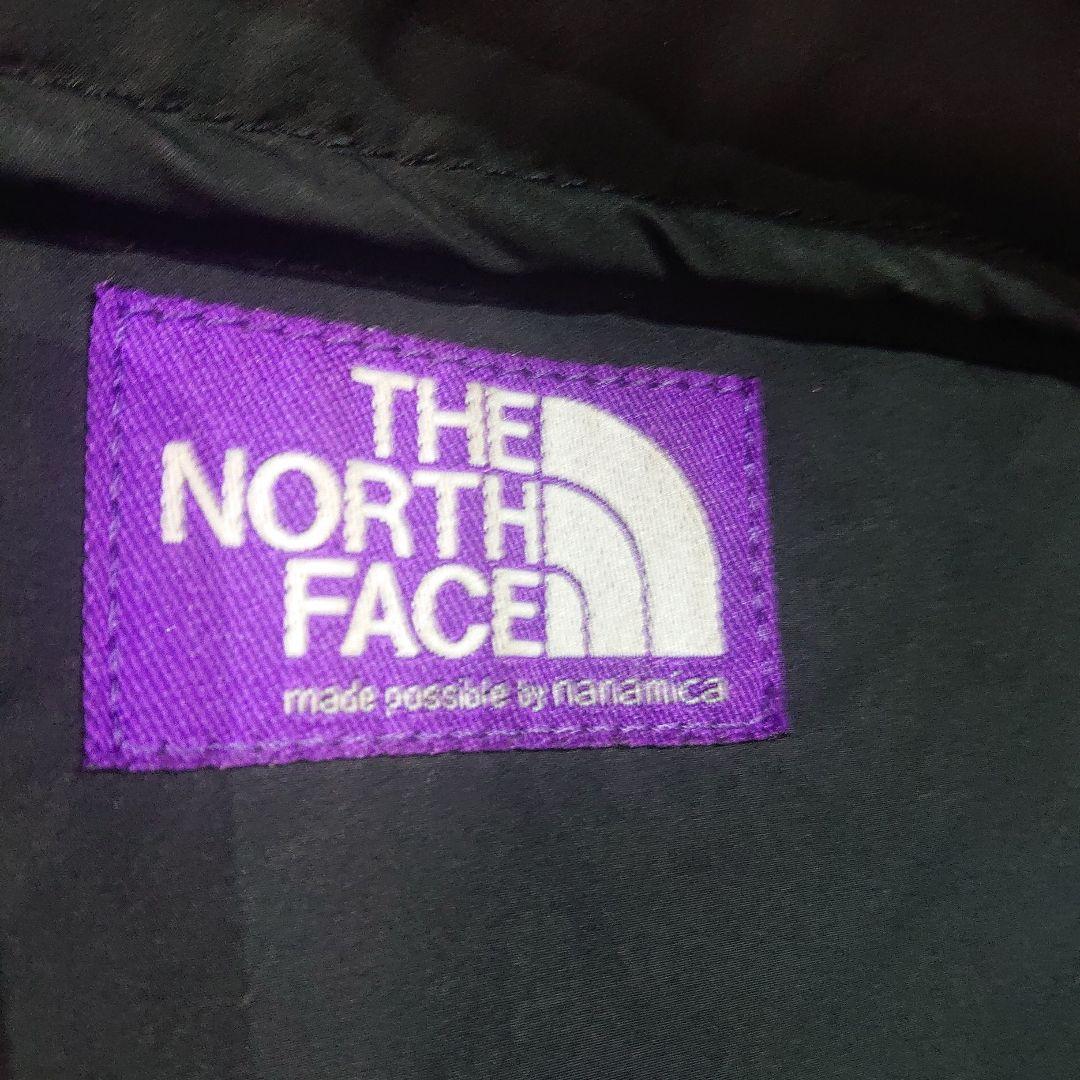 THE
NORTH
FACE
made possible by nanamica